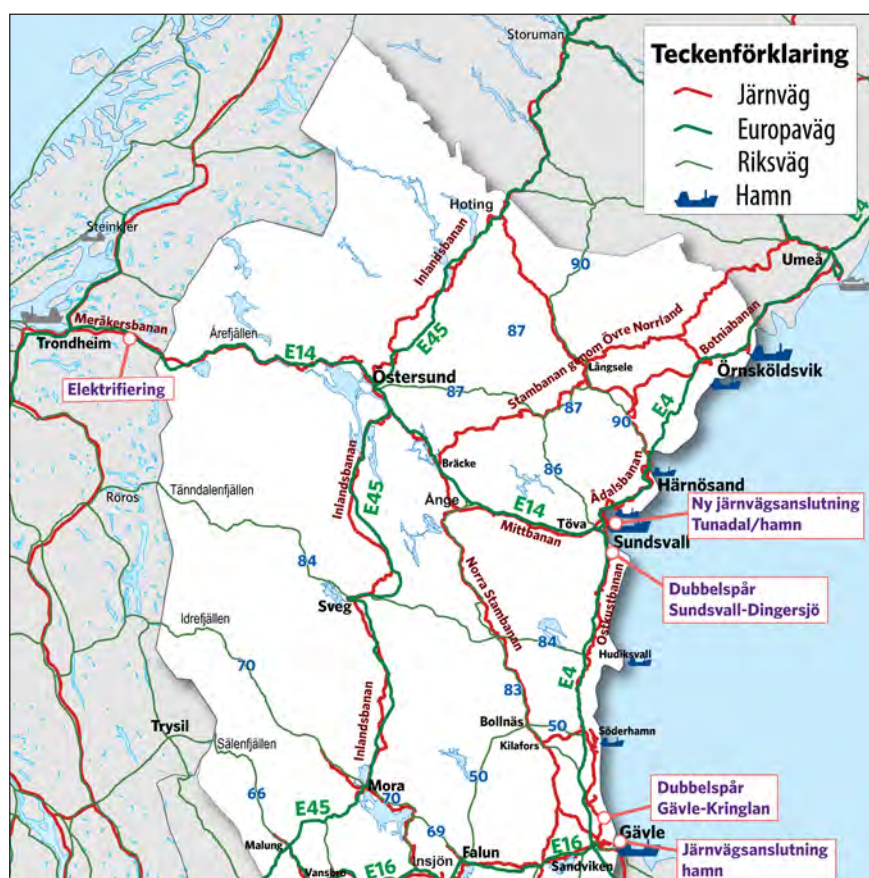 Storuman
Teckenförklaring
Järnväg
Europaväg
Riksväg
Hamn
E4
Umeå
Hoting
Steinkjer
Inlandsbanan
90
Botniabanan
Meråkersbanan
Trondheim
Årefjällen
E14
E45
87
Stambanan genom Övre Norrland
Långsele
Örnsköldsvik
Elektrifiering
Östersund
87
87
90
E4
Bräcke
86
Ådalsbanan
Härnösand
Röros
Tänndalenfjällen
Inlandsbanan
E45
Ånge
E14
Mittbanan
Töva
Ny järnvägsanslutning
Tunadal/hamn
Sundsvall
84
Norra Stambanan
Dubbelspår
Sundsvall-Dingersjö
Sveg
Ostkustbanan
Idrefjällen
84
Hudiksvall
70
E4
83
Trysil
Sälenfjällen
Inlandsbanan
Bollnäs
50
Söderhamn
Kilafors
66
Mora
70
50
Dubbelspår
Gävle-Kringlan
E45
69
Gävle
Malung
Vansbro
E16
Insjön
Falun
E16
Sandviken
Järnvägsanslutning
hamn